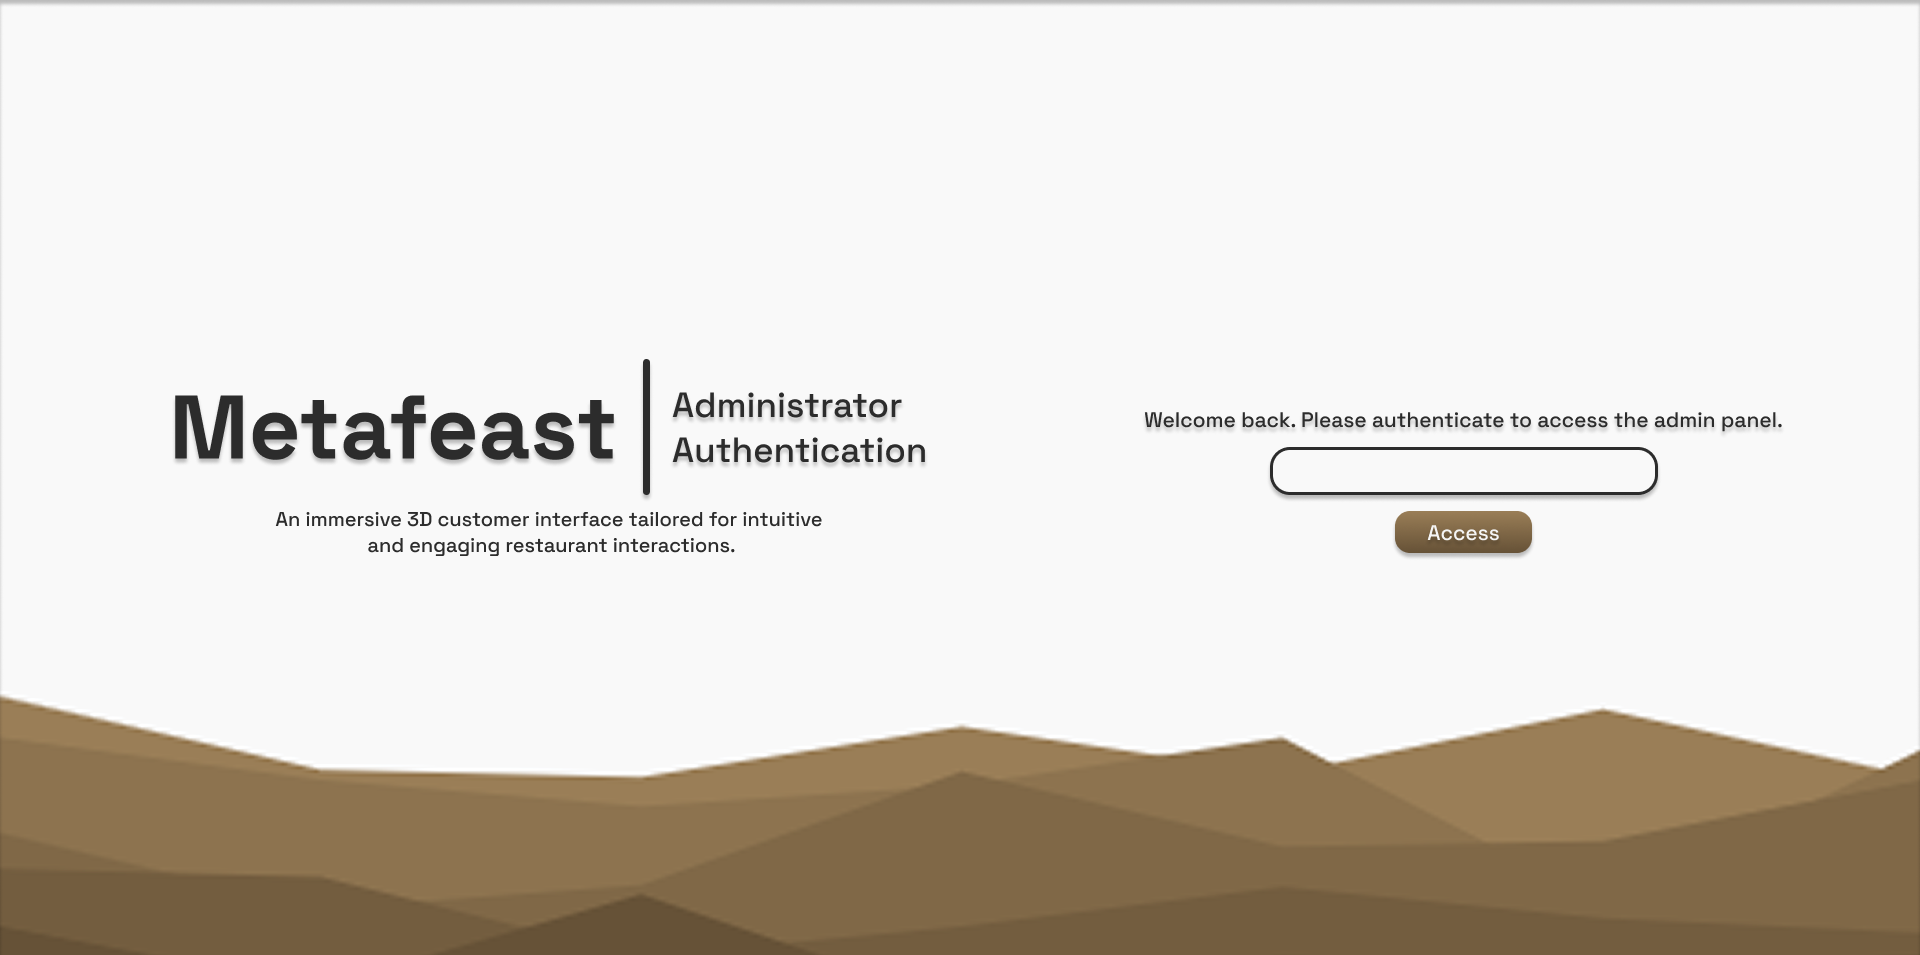 Metafeast
Administrator
Authentication
An immersive 3D customer interface tailored for intuitive
and engaging restaurant interactions.
Welcome back. Please authenticate to access the admin panel.
Access